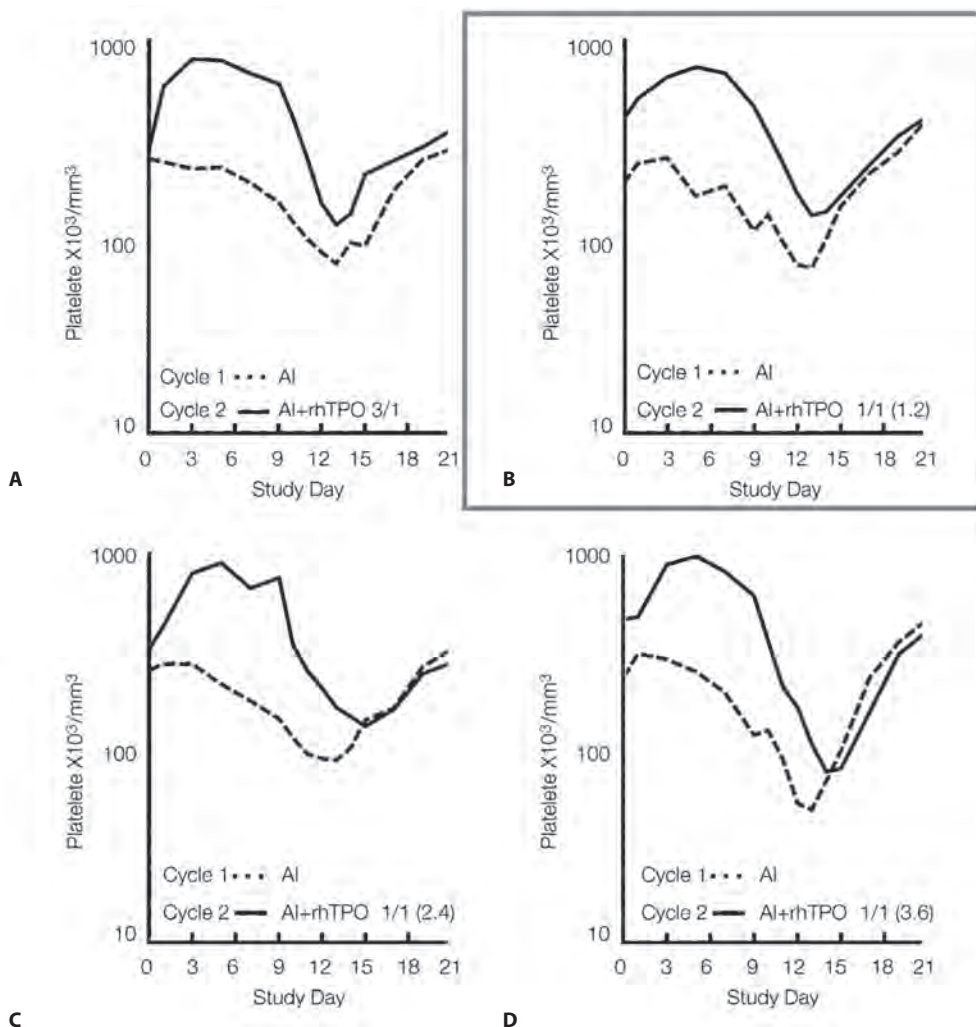 1000
Platelete X10³/mm³
100
10
Cycle 1 AI
Cycle 2 AI+rhTPO 3/1
0 3 6 9 12 15 18 21
Study Day
A
1000
Platelete X10³/mm³
100
10
Cycle 1 AI
Cycle 2 AI+rhTPO 1/1 (1.2)
0 3 6 9 12 15 18 21
Study Day
B
1000
Platelete X10³/mm³
100
10
Cycle 1 AI
Cycle 2 AI+rhTPO 1/1 (2.4)
0 3 6 9 12 15 18 21
Study Day
C
1000
Platelete X10³/mm³
100
10
Cycle 1 AI
Cycle 2 AI+rhTPO 1/1 (3.6)
0 3 6 9 12 15 18 21
Study Day
D